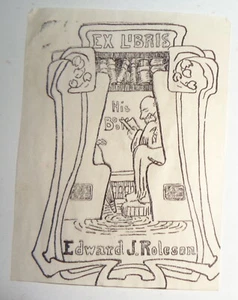 EX LIBRIS
His
Book
Edward J. Roleson